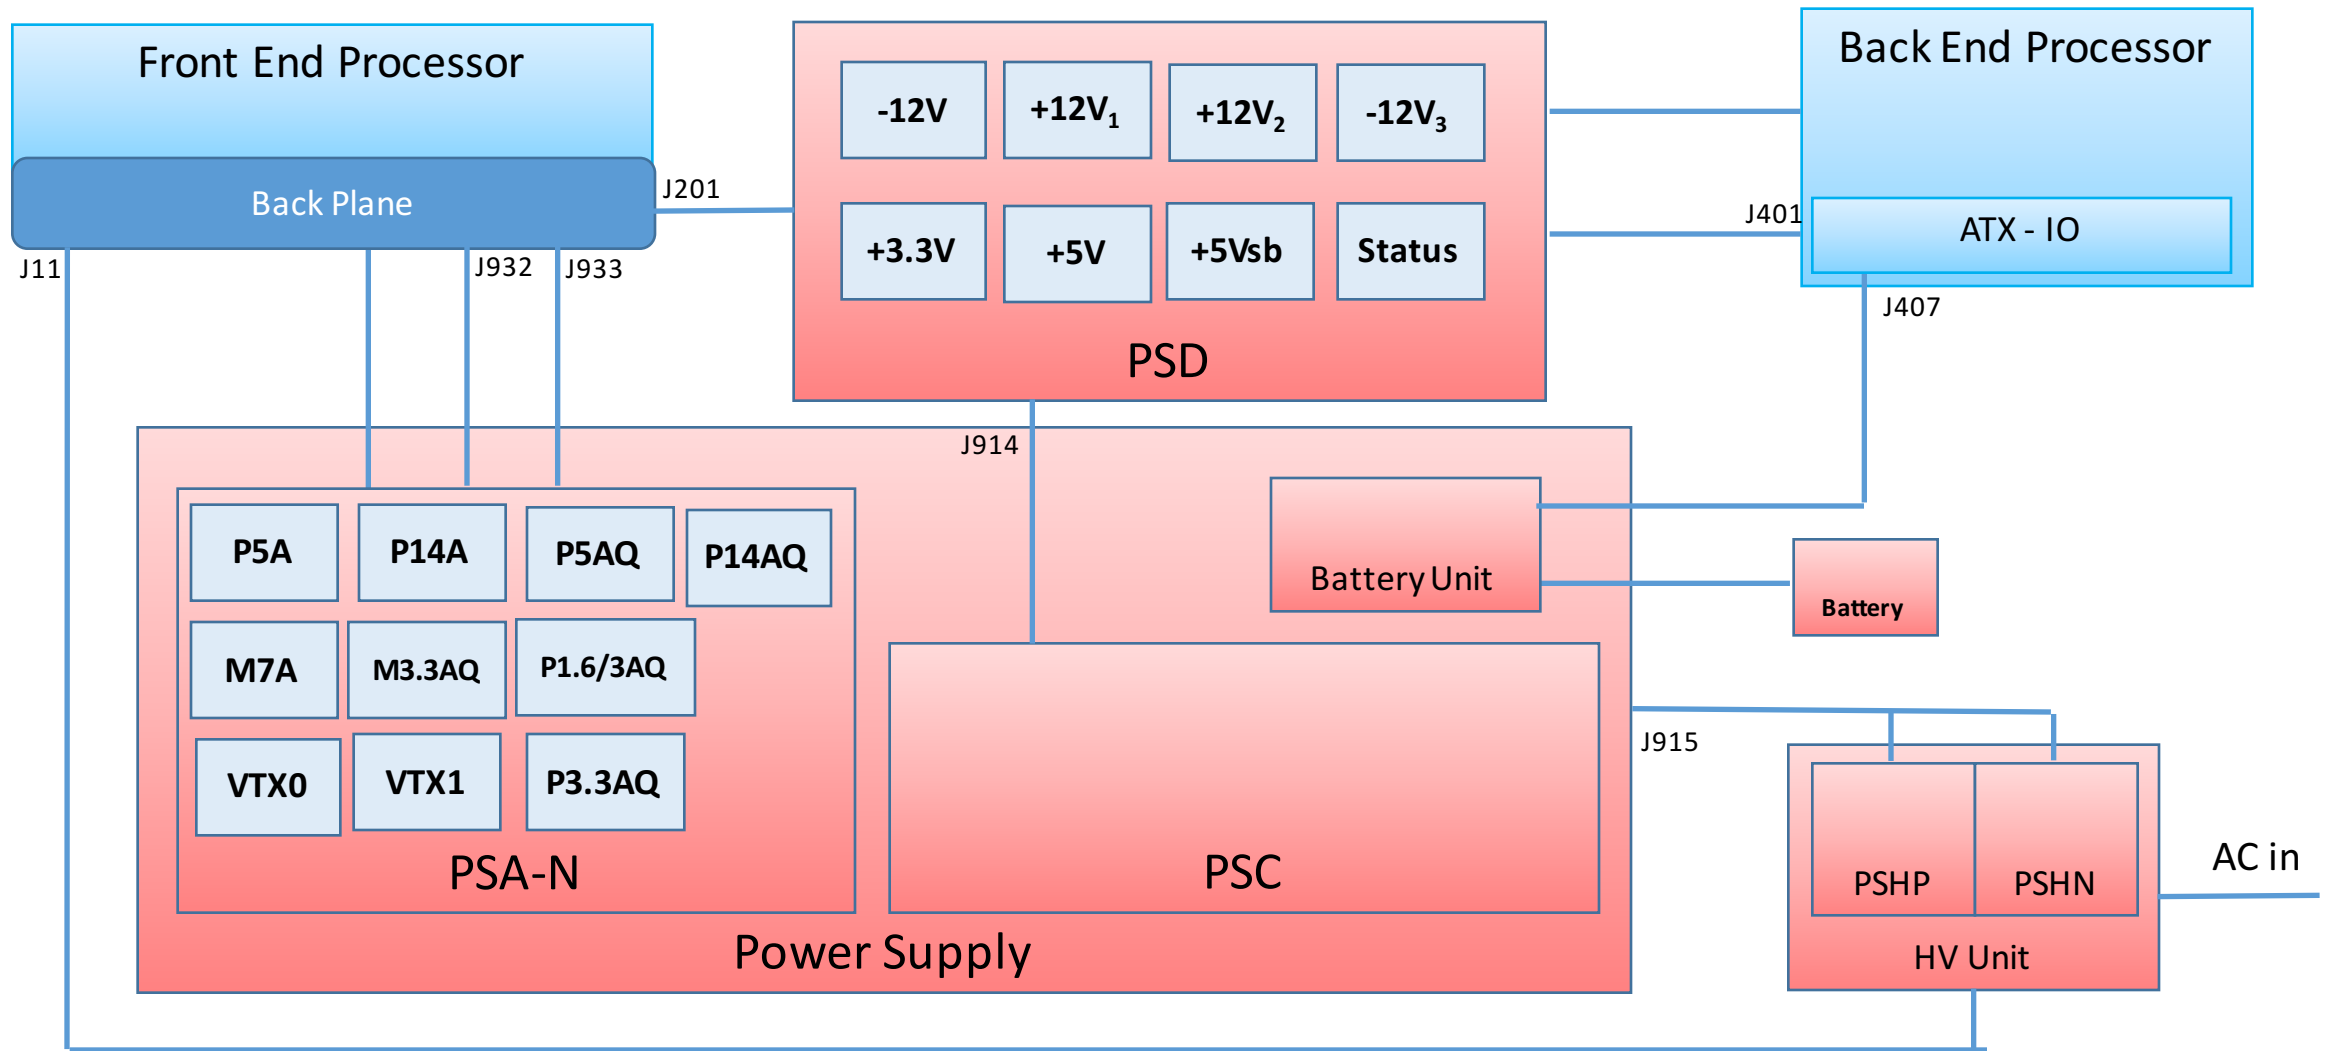 Front End Processor
Back Plane
J201
J11
J932
J933
-12V
+12V1
+12V2
-12V3
+3.3V
+5V
+5Vsb
Status
PSD
Back End Processor
J401
ATX - IO
J407
J914
P5A
P14A
P5AQ
P14AQ
M7A
M3.3AQ
P1.6/3AQ
VTX0
VTX1
P3.3AQ
PSA-N
Battery Unit
Battery
PSC
Power Supply
J915
PSHP
PSHN
HV Unit
AC in